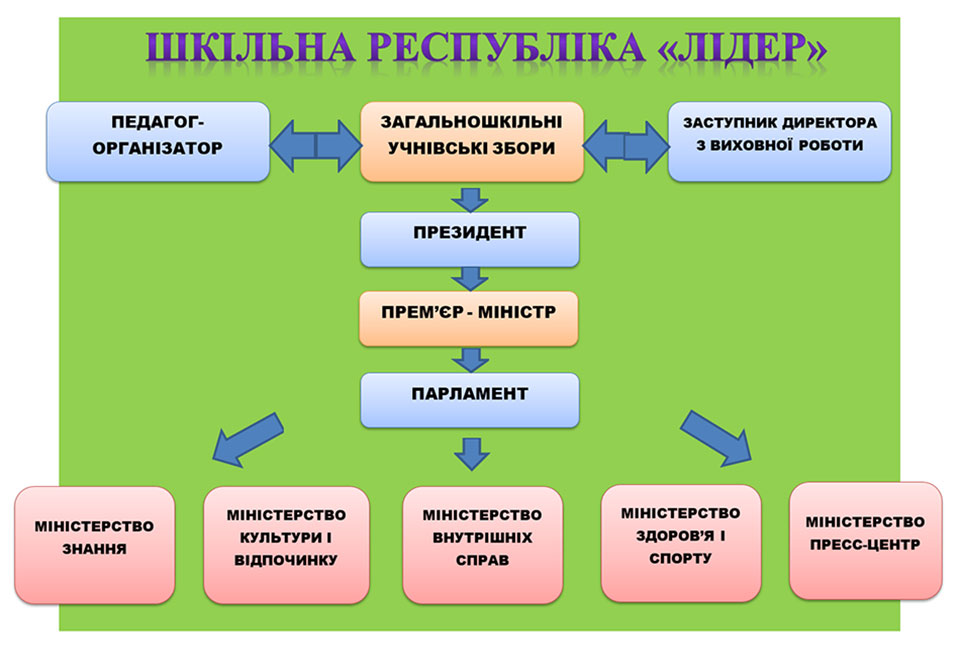 ШКІЛЬНА РЕСПУБЛІКА «ЛІДЕР»
ПЕДАГОГ-
ОРГАНІЗАТОР
ЗАГАЛЬНОШКІЛЬНІ
УЧНІВСЬКІ ЗБОРИ
ЗАСТУПНИК ДИРЕКТОРА
З ВИХОВНОЇ РОБОТИ
ПРЕЗИДЕНТ
ПРЕМ’ЄР - МІНІСТР
ПАРЛАМЕНТ
МІНІСТЕРСТВО
ЗНАННЯ
МІНІСТЕРСТВО
КУЛЬТУРИ І
ВІДПОЧИНКУ
МІНІСТЕРСТВО
ВНУТРІШНІХ
СПРАВ
МІНІСТЕРСТВО
ЗДОРОВ’Я І
СПОРТУ
МІНІСТЕРСТВО
ПРЕСС-ЦЕНТР